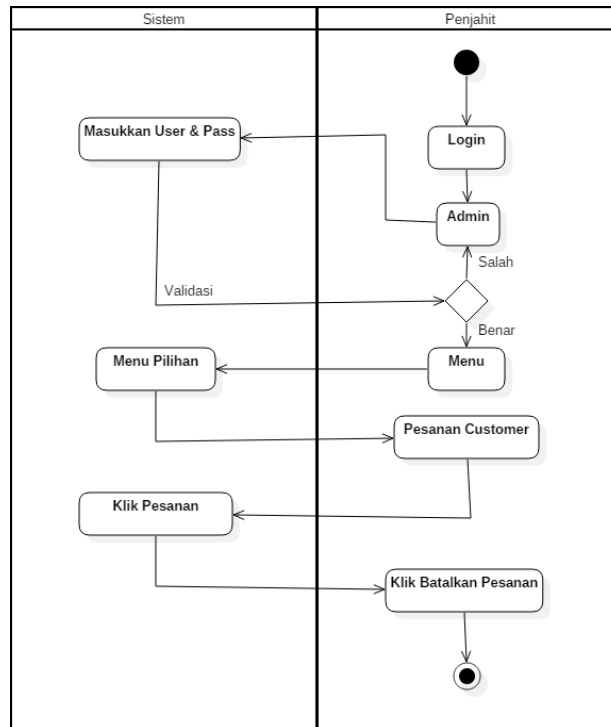 Sistem
Penjahit
Masukkan User & Pass
Login
Admin
Salah
Validasi
Benar
Menu Pilihan
Menu
Pesanan Customer
Klik Pesanan
Klik Batalkan Pesanan